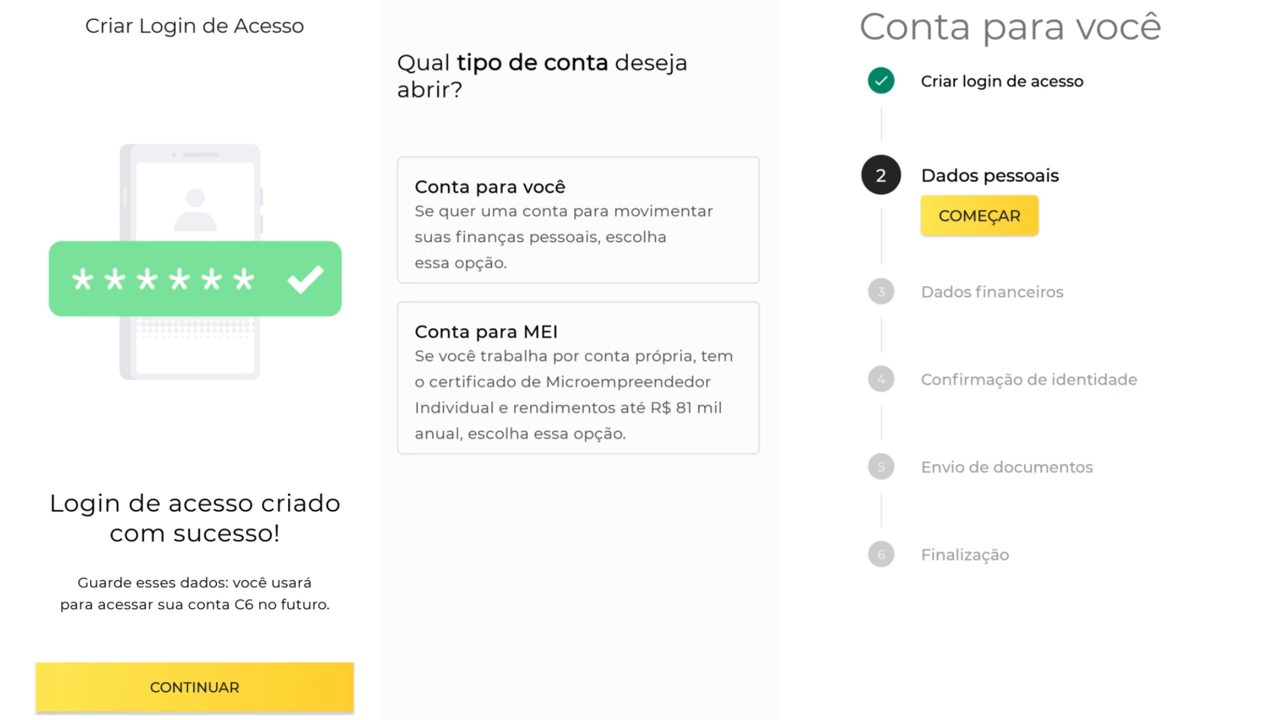 Criar Login de Acesso
* * * * * *
Login de acesso criado
com sucesso!
Guarde esses dados: você usará
para acessar sua conta C6 no futuro.
CONTINUAR
Qual tipo de conta deseja
abrir?
Conta para você
Se quer uma conta para movimentar
suas finanças pessoais, escolha
essa opção.
Conta para MEI
Se você trabalha por conta própria, tem
o certificado de Microempreendedor
Individual e rendimentos até R$ 81 mil
anual, escolha essa opção.
Conta para você
Criar login de acesso
2 Dados pessoais
COMEÇAR
3 Dados financeiros
4 Confirmação de identidade
5 Envio de documentos
6 Finalização